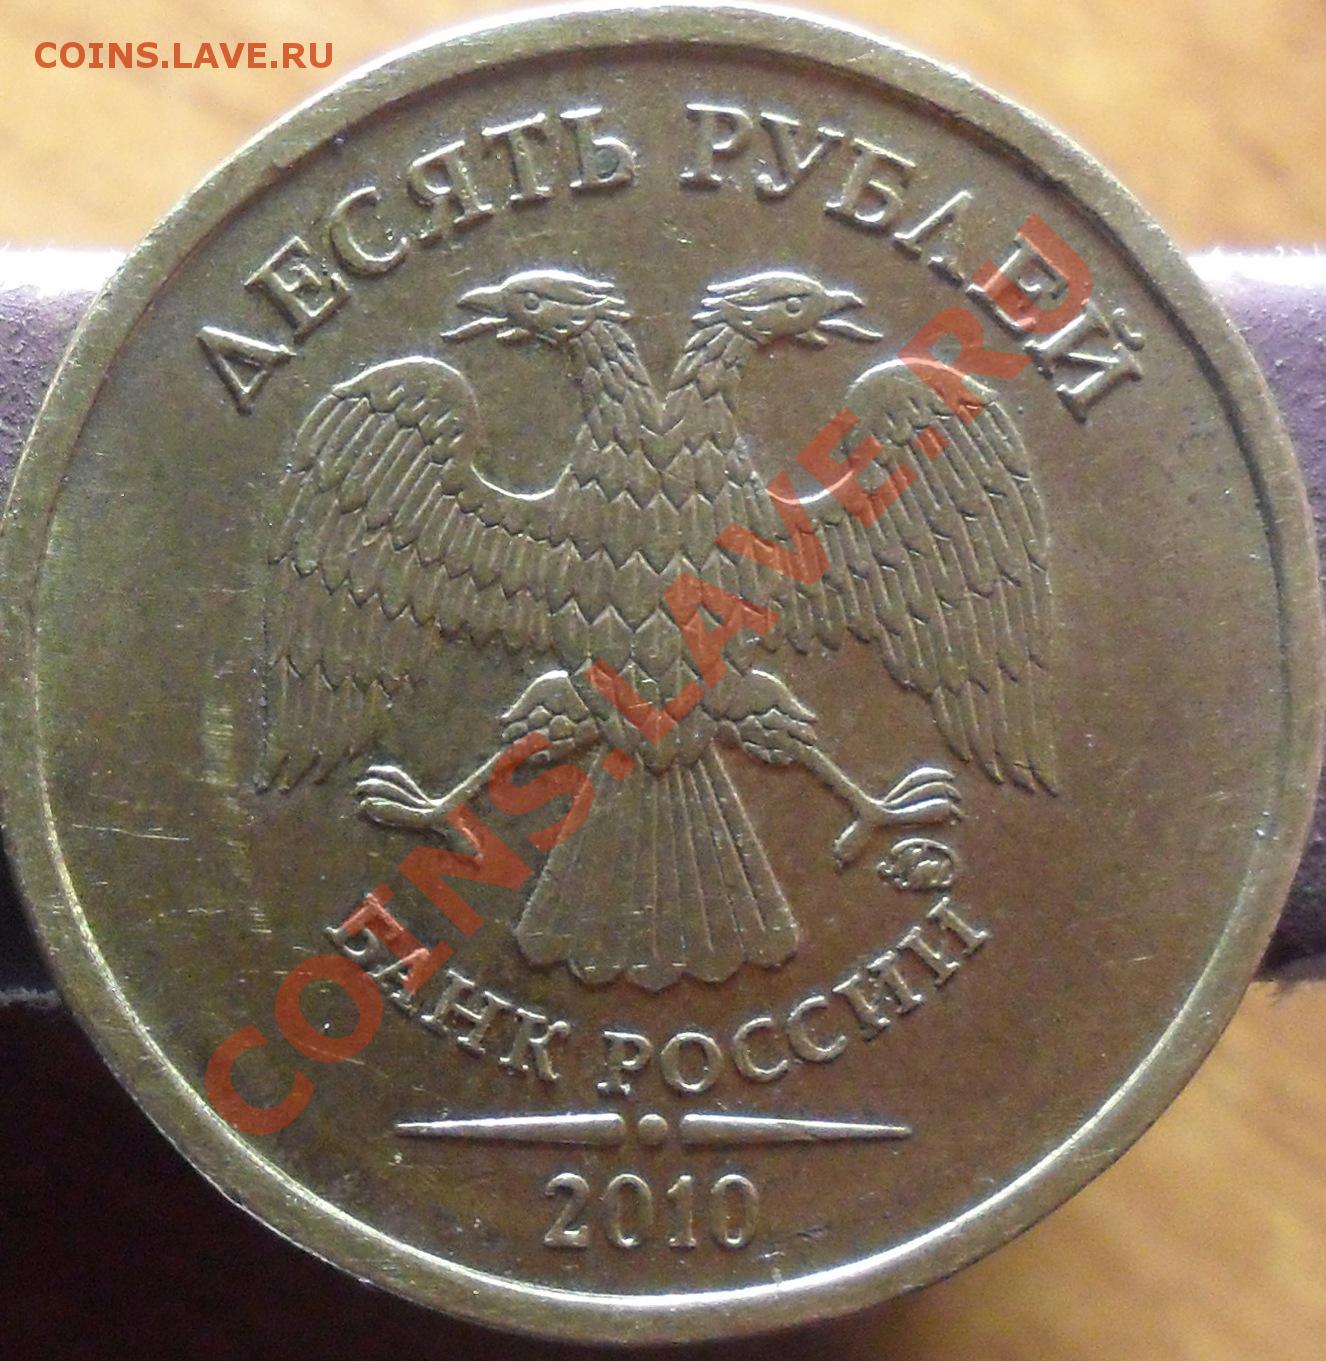 COINS.LAVE.RU
ДЕСЯТЬ РУБЛЕЙ
COINS.LAVE.RU
БАНК РОССИИ
2010